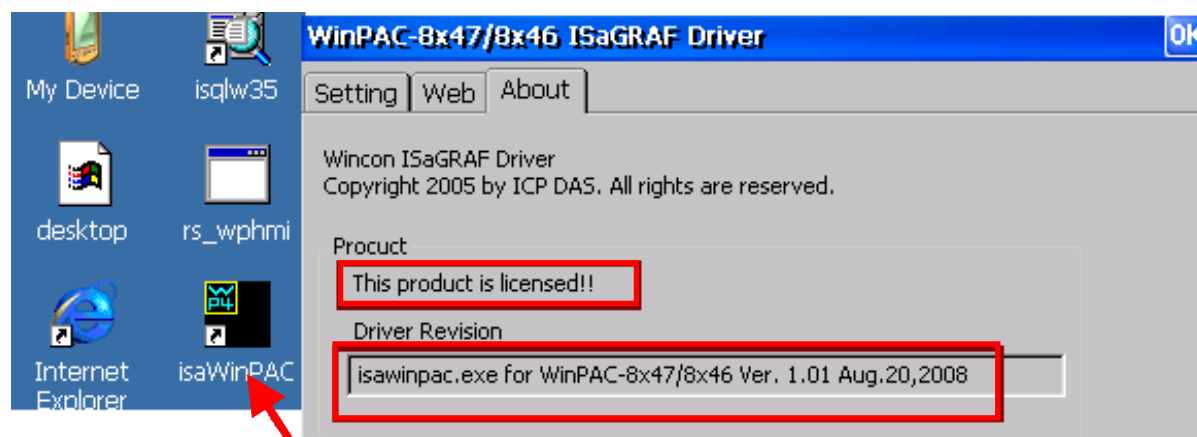 My Device
isqlw35
desktop
rs_wphmi
Internet
Explorer
W
P4
isaWinPAC
WinPAC-8x47/8x46 ISaGRAF Driver
OK
Setting
Web
About
Wincon ISaGRAF Driver
Copyright 2005 by ICP DAS. All rights are reserved.
Procuct
This product is licensed!!
Driver Revision
isawinpac.exe for WinPAC-8x47/8x46 Ver. 1.01 Aug.20,2008